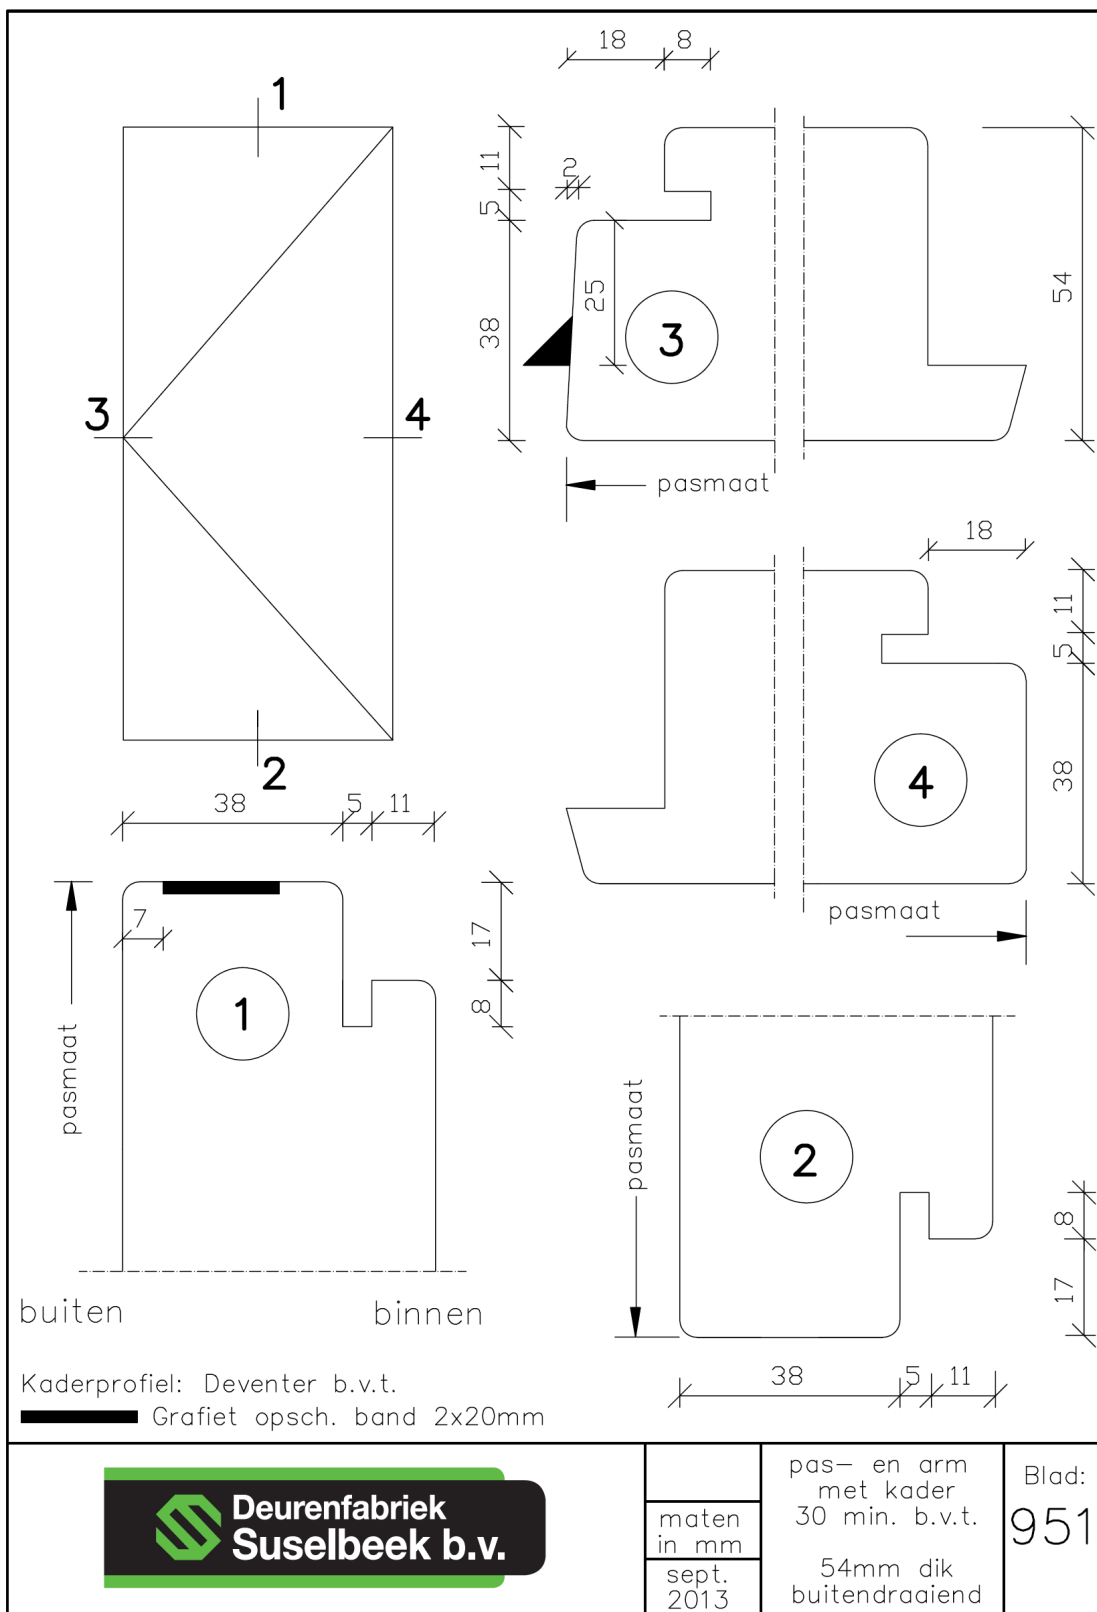 1
3
4
2
18
8
11
2
5
25
38
54
3
pasmaat
18
11
5
38
4
pasmaat
38
5
11
pasmaat
7
17
8
1
pasmaat
2
8
17
38
5
11
buiten
binnen
Kaderprofiel: Deventer b.v.t.
Grafiet opsch. band 2x20mm
Deurenfabriek
Suselbeek b.v.
maten
in mm
sept.
2013
pas- en arm
met kader
30 min. b.v.t.
54mm dik
buitendraaiend
Blad:
951